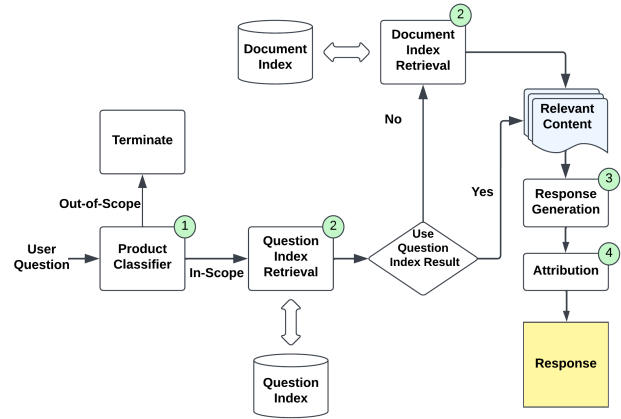 2
Document
Index
Document
Index
Retrieval
Relevant
Content
No
Terminate
Yes
3
Response
Generation
Out-of-Scope
1
2
Use
Question
Index Result
User
Question
Product
Classifier
In-Scope
Question
Index
Retrieval
4
Attribution
Response
Question
Index